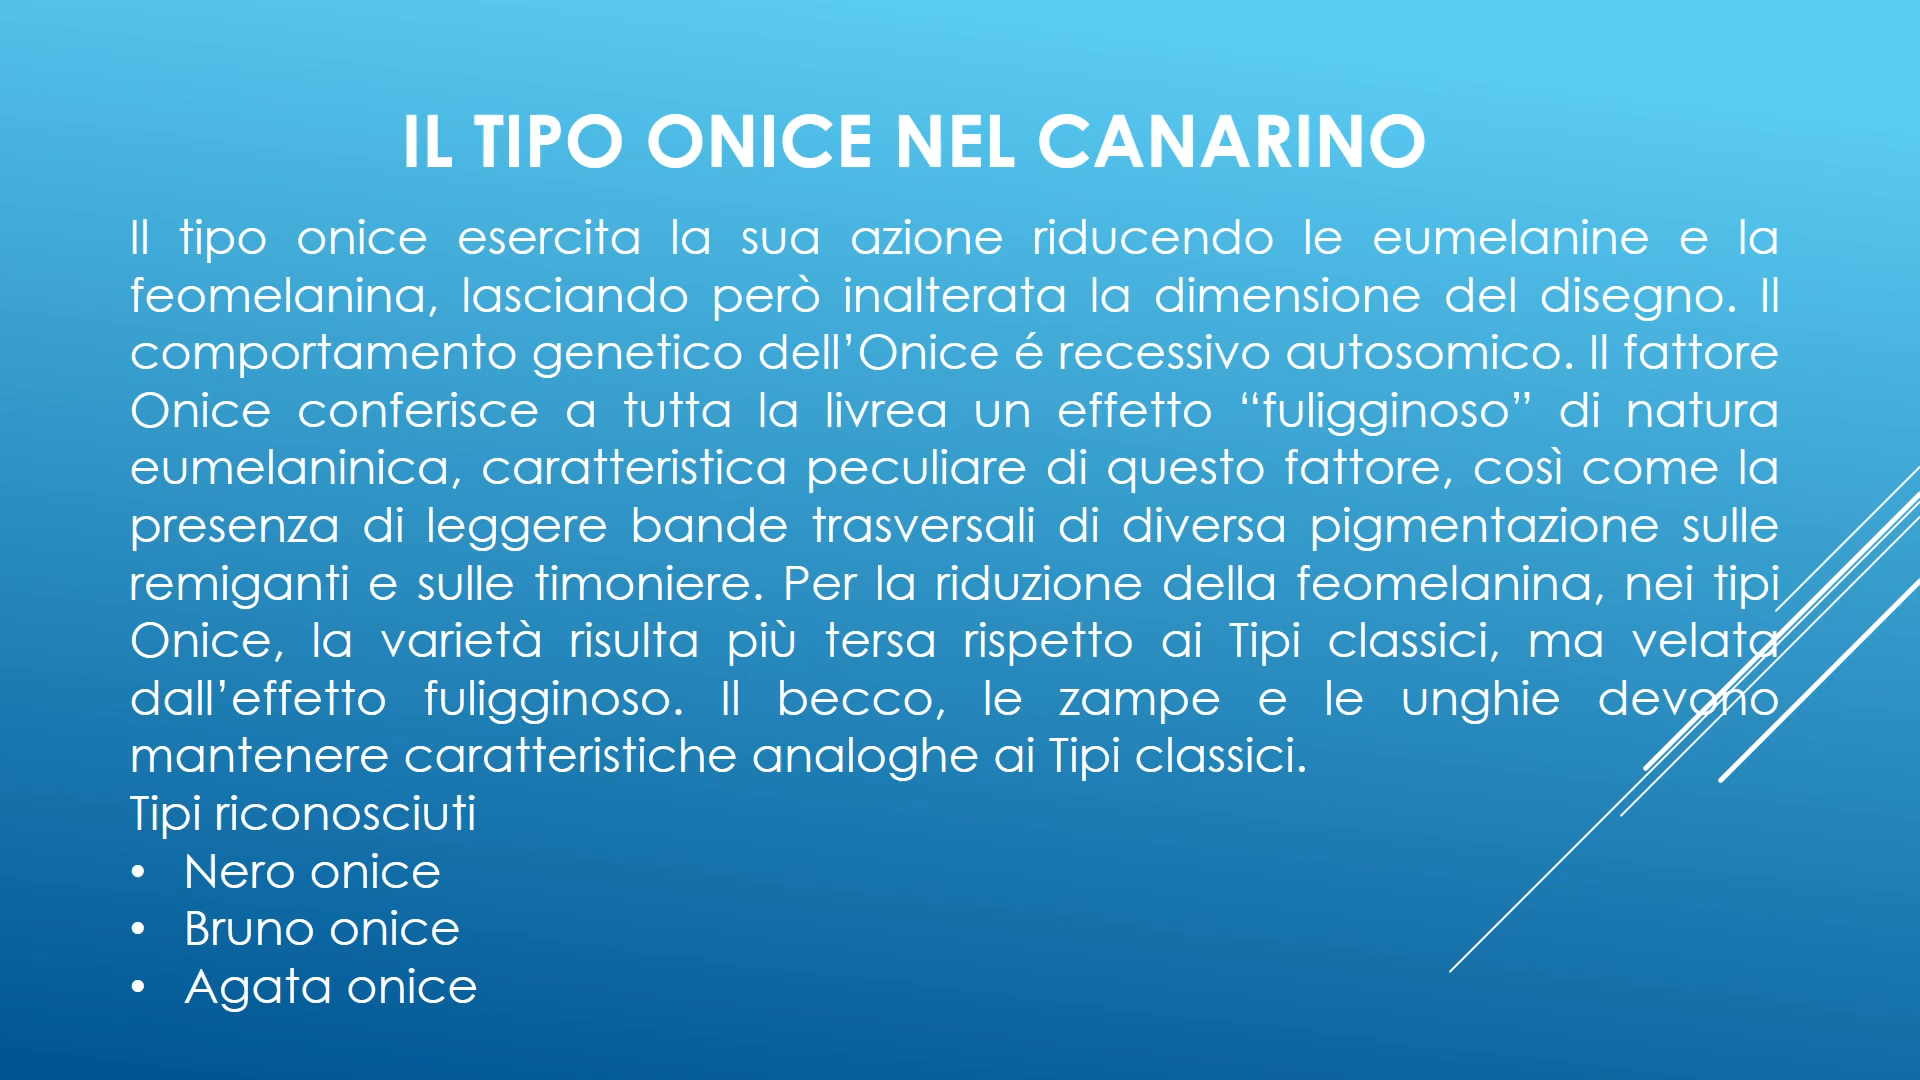 IL TIPO ONICE NEL CANARINO
Il tipo onice esercita la sua azione riducendo le eumelanine e la
feomelanina, lasciando però inalterata la dimensione del disegno. Il
comportamento genetico dell’Onice é recessivo autosomico. Il fattore
Onice conferisce a tutta la livrea un effetto “fuligginoso” di natura
eumelaninica, caratteristica peculiare di questo fattore, così come la
presenza di leggere bande trasversali di diversa pigmentazione sulle
remiganti e sulle timoniere. Per la riduzione della feomelanina, nei tipi
Onice, la varietà risulta più tersa rispetto ai Tipi classici, ma velata
dall’effetto fuligginoso. Il becco, le zampe e le unghie devono
mantenere caratteristiche analoghe ai Tipi classici.
Tipi riconosciuti
• Nero onice
• Bruno onice
• Agata onice